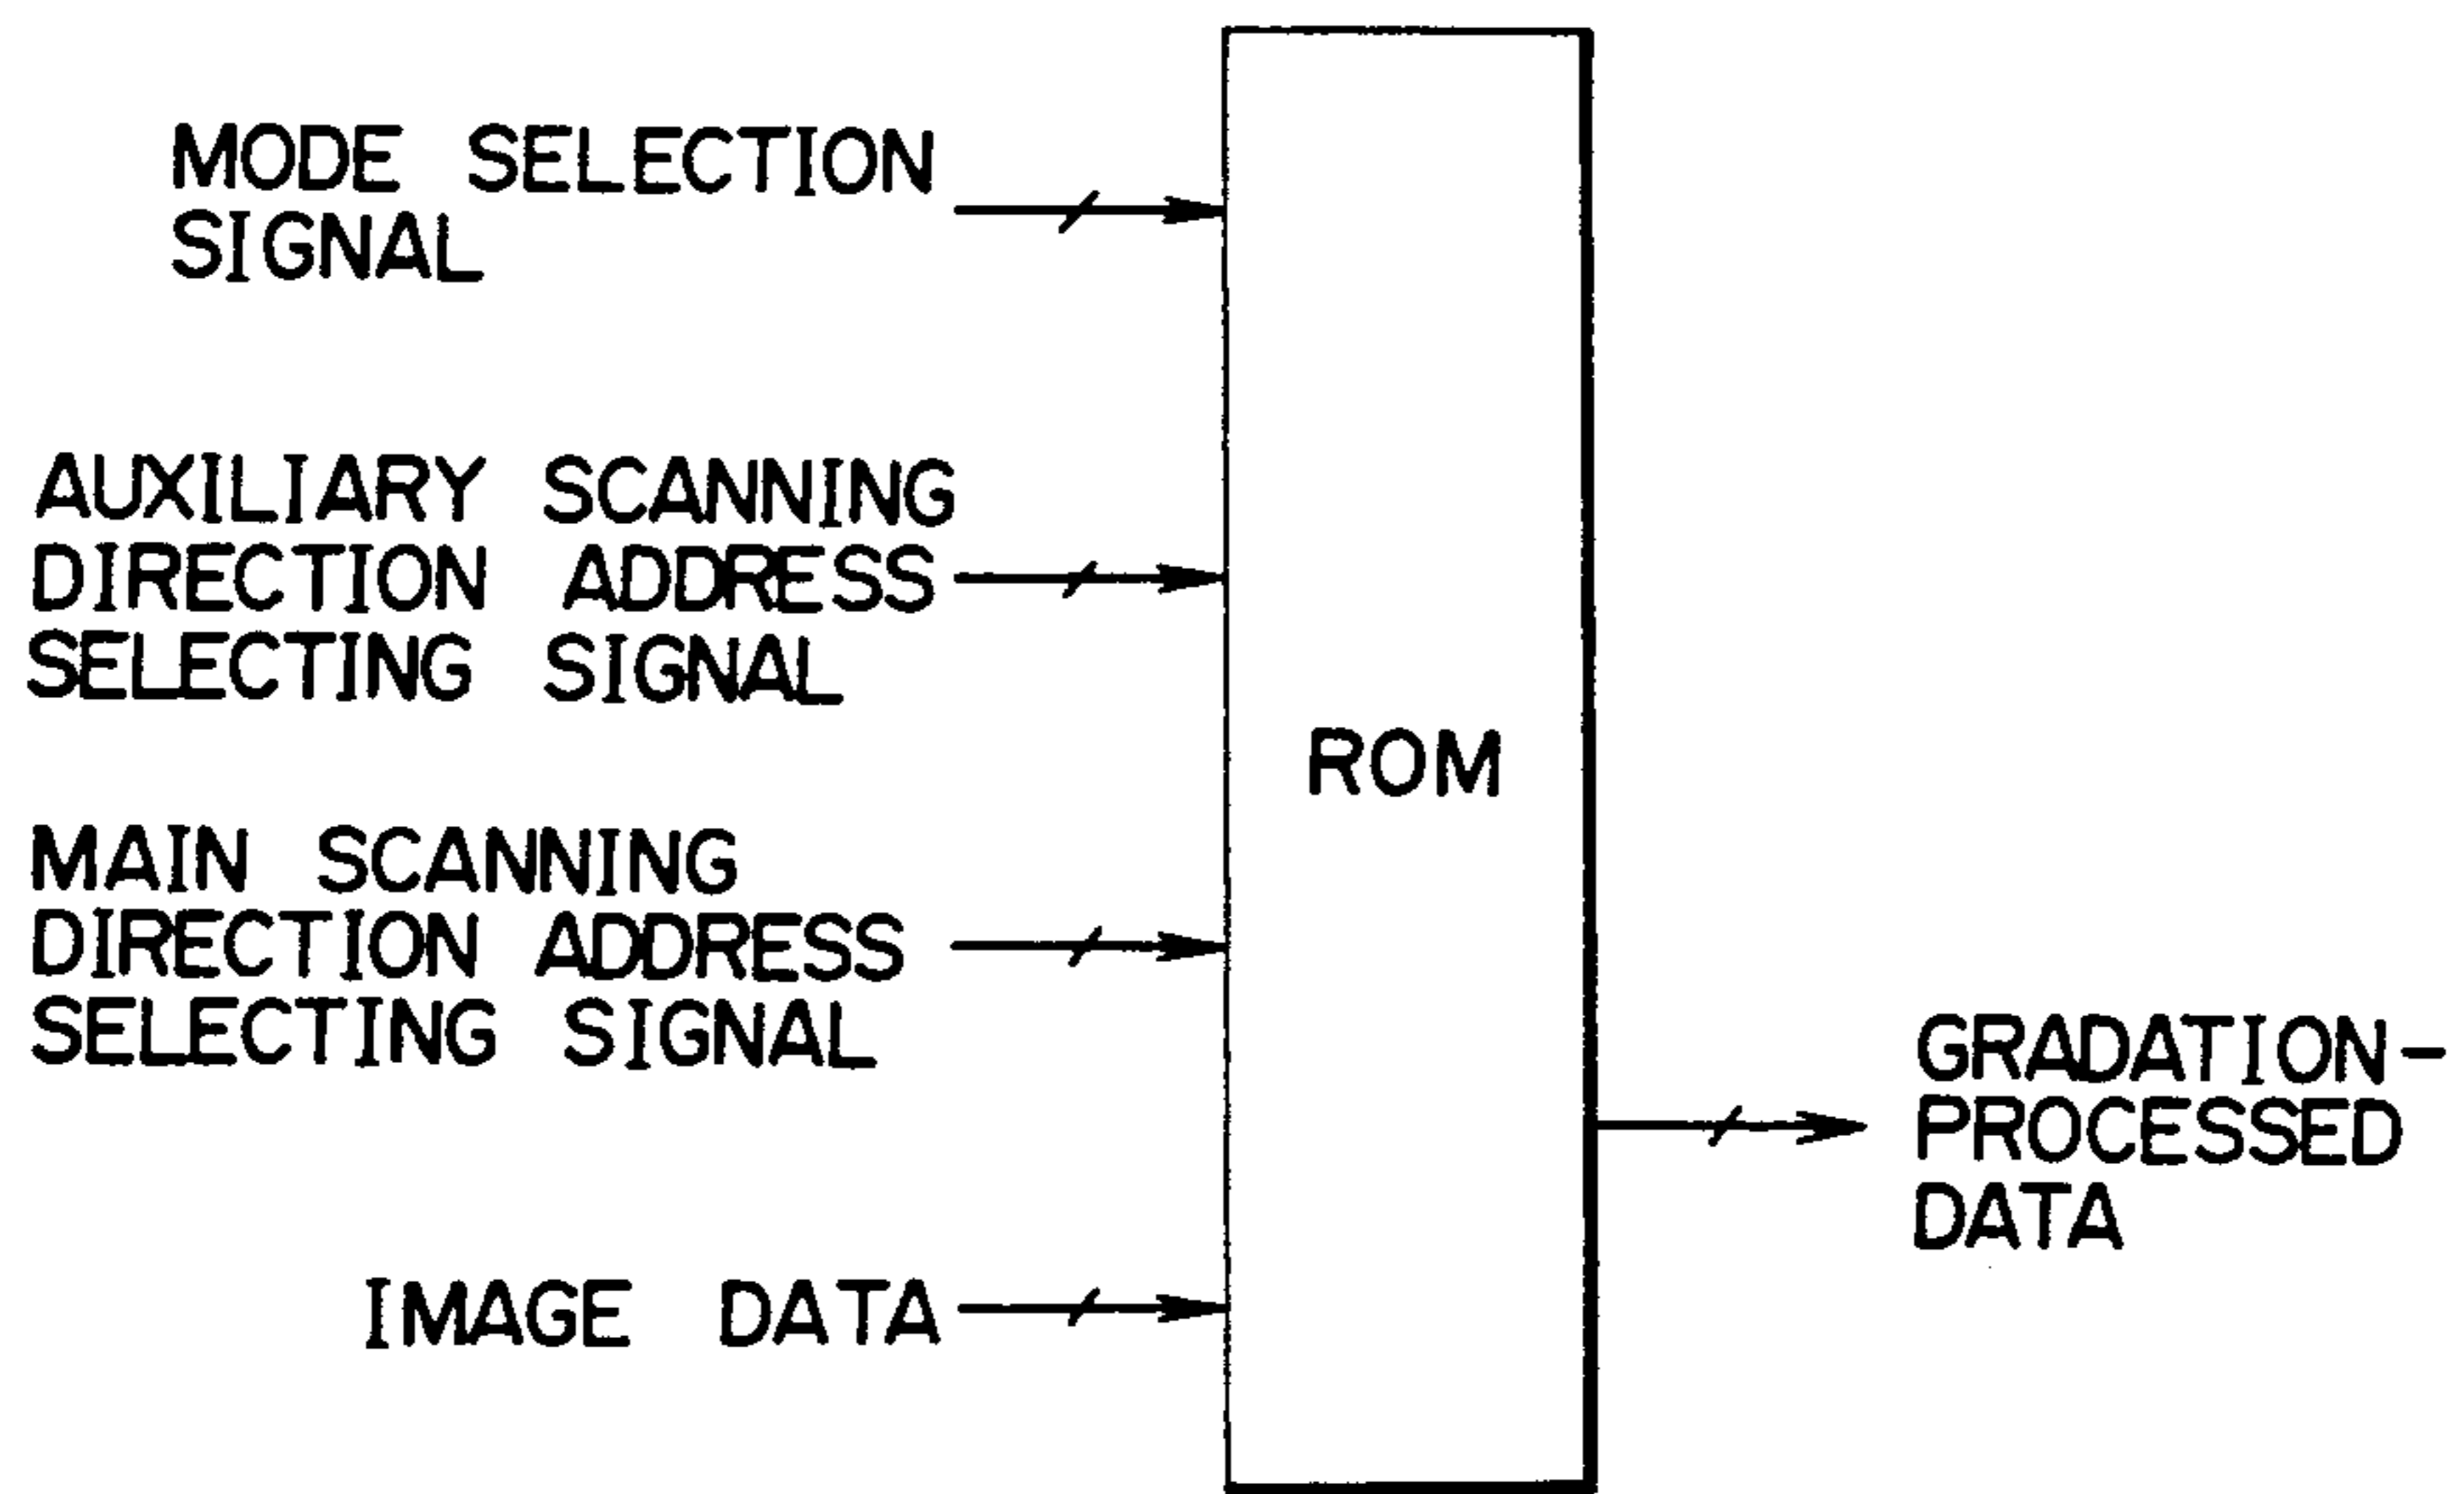 MODE SELECTION
SIGNAL
AUXILIARY SCANNING
DIRECTION ADDRESS
SELECTING SIGNAL
ROM
MAIN SCANNING
DIRECTION ADDRESS
SELECTING SIGNAL
GRADATION-
PROCESSED
DATA
IMAGE DATA